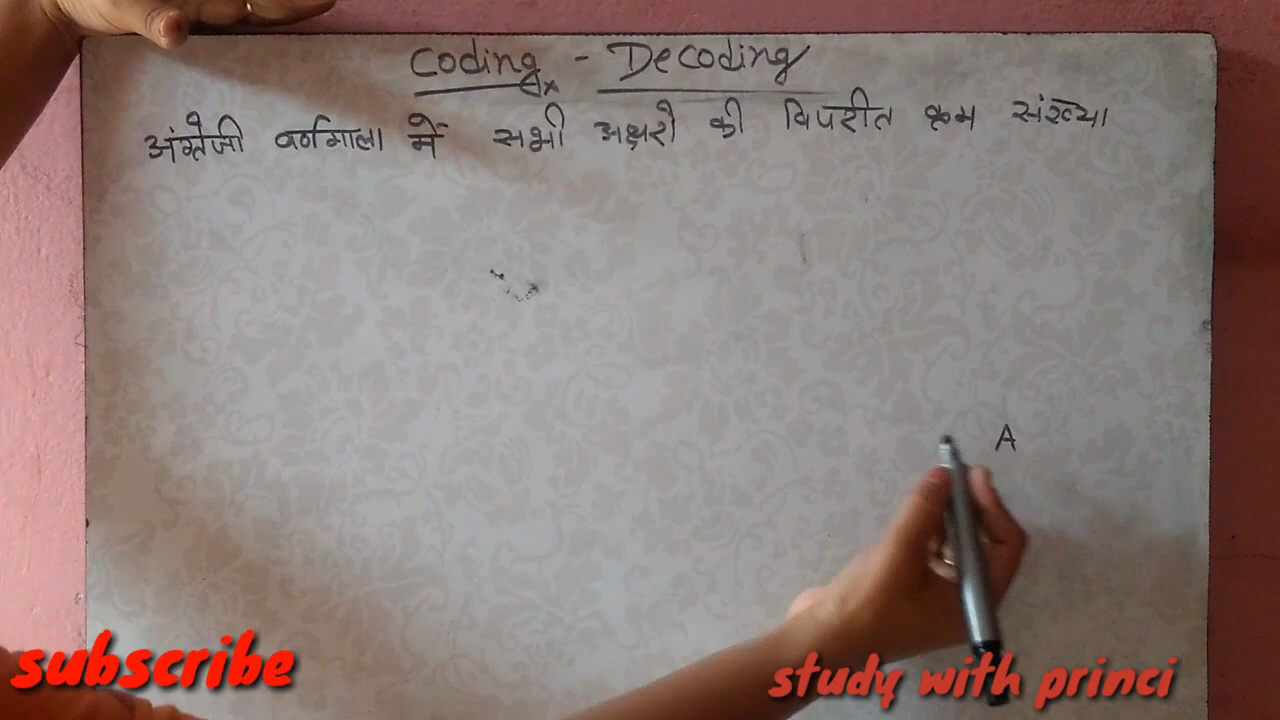 Coding - Decoding
अंग्रेजी वर्णमाला में सभी अक्षरो की विपरीत क्रम संख्या
A
subscribe
study with princi